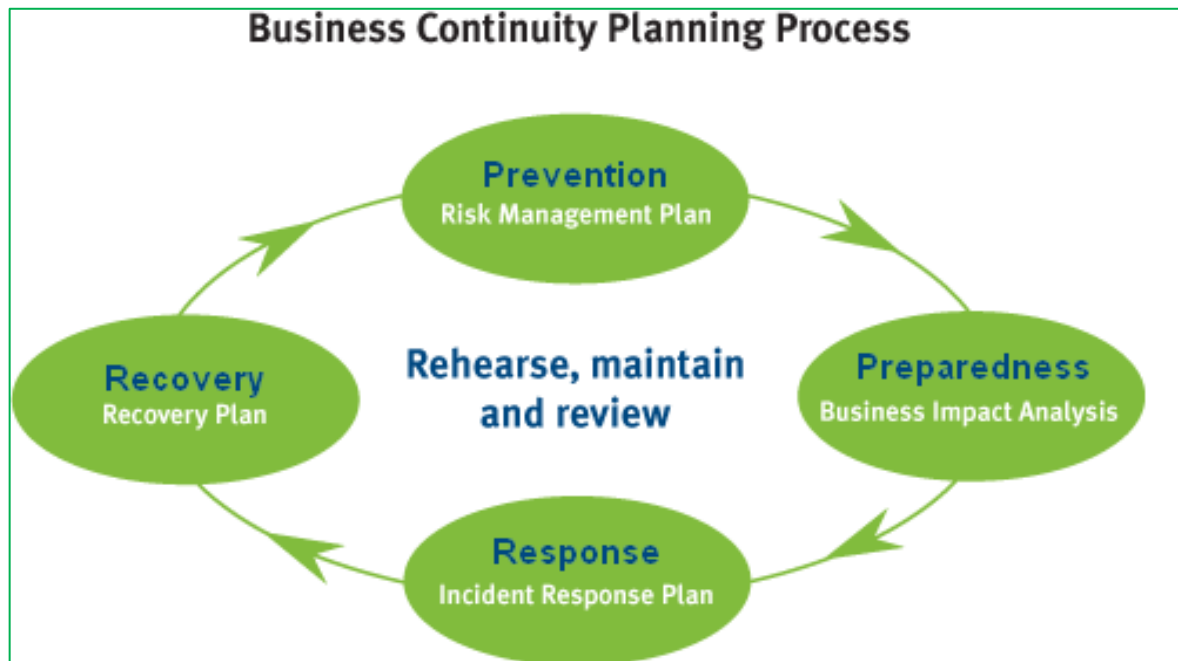 Business Continuity Planning Process
Prevention
Risk Management Plan
Recovery
Recovery Plan
Rehearse, maintain
and review
Preparedness
Business Impact Analysis
Response
Incident Response Plan